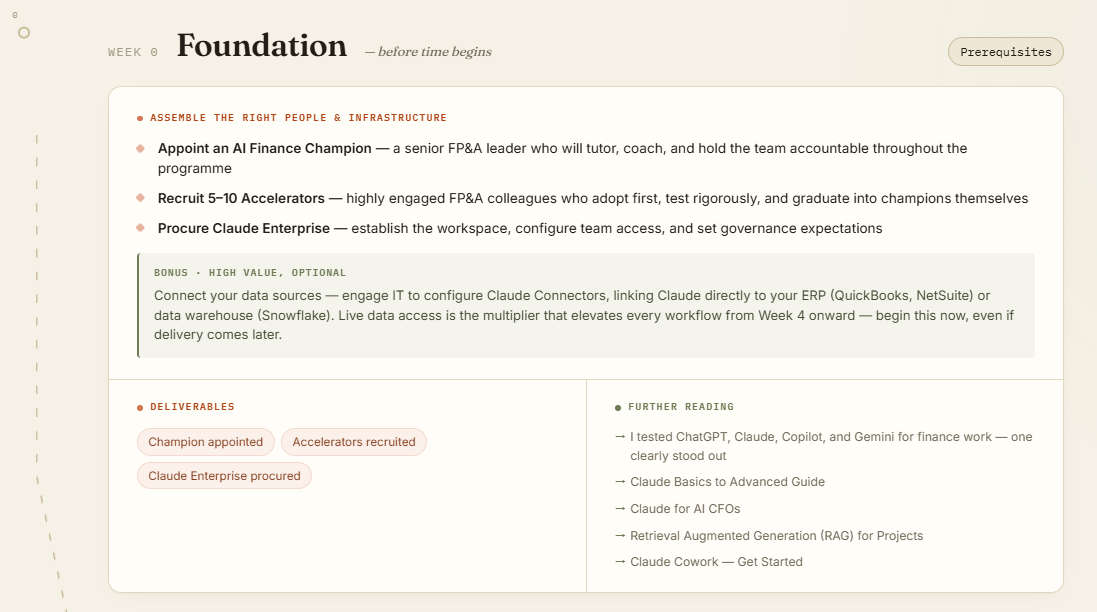 0
WEEK 0 Foundation — before time begins
Prerequisites
ASSEMBLE THE RIGHT PEOPLE & INFRASTRUCTURE
Appoint an AI Finance Champion — a senior FP&A leader who will tutor, coach, and hold the team accountable throughout the
programme
Recruit 5–10 Accelerators — highly engaged FP&A colleagues who adopt first, test rigorously, and graduate into champions themselves
Procure Claude Enterprise — establish the workspace, configure team access, and set governance expectations
BONUS · HIGH VALUE, OPTIONAL
Connect your data sources — engage IT to configure Claude Connectors, linking Claude directly to your ERP (QuickBooks, NetSuite) or
data warehouse (Snowflake). Live data access is the multiplier that elevates every workflow from Week 4 onward — begin this now, even if
delivery comes later.
DELIVERABLES
Champion appointed
Accelerators recruited
Claude Enterprise procured
FURTHER READING
→ I tested ChatGPT, Claude, Copilot, and Gemini for finance work — one
clearly stood out
→ Claude Basics to Advanced Guide
→ Claude for AI CFOs
→ Retrieval Augmented Generation (RAG) for Projects
→ Claude Cowork — Get Started